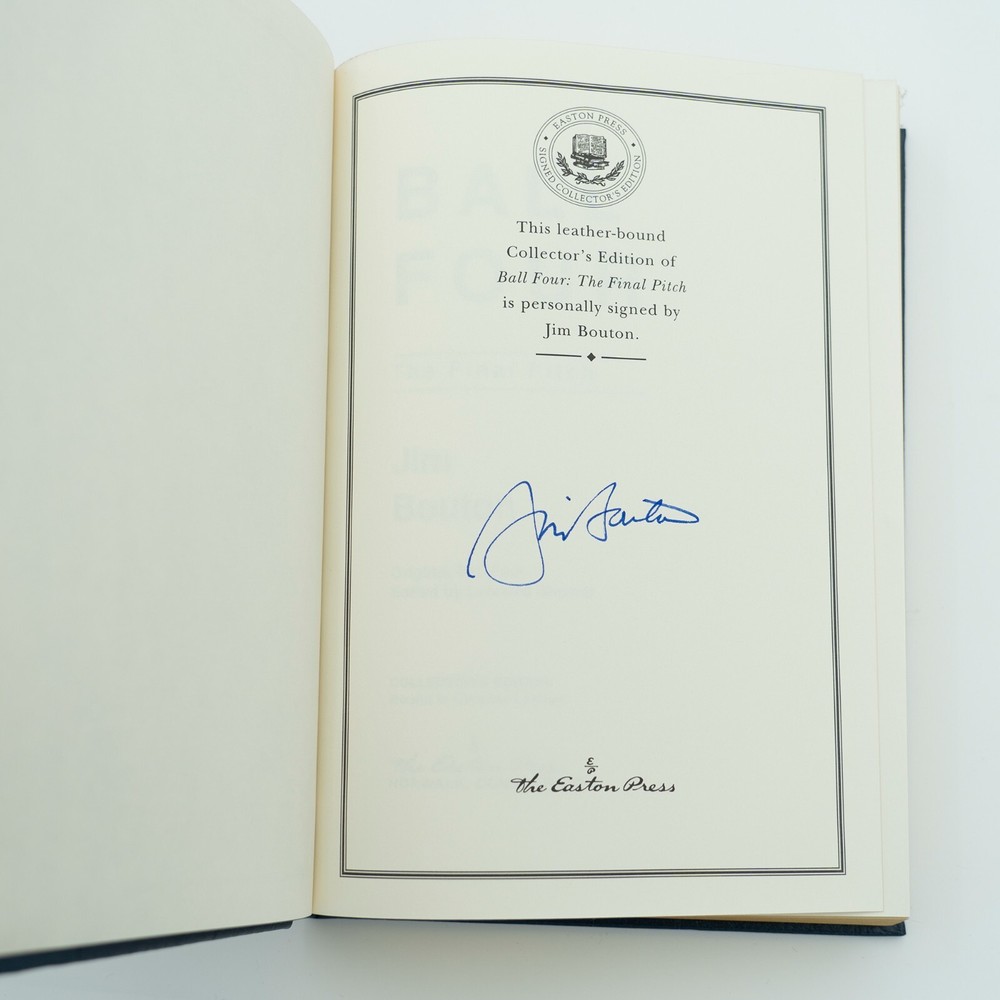 EASTON PRESS
SIGNED COLLECTOR'S EDITION
This leather-bound
Collector's Edition of
Ball Four: The Final Pitch
is personally signed by
Jim Bouton.
Jim Bouton
E
P
the Easton Press